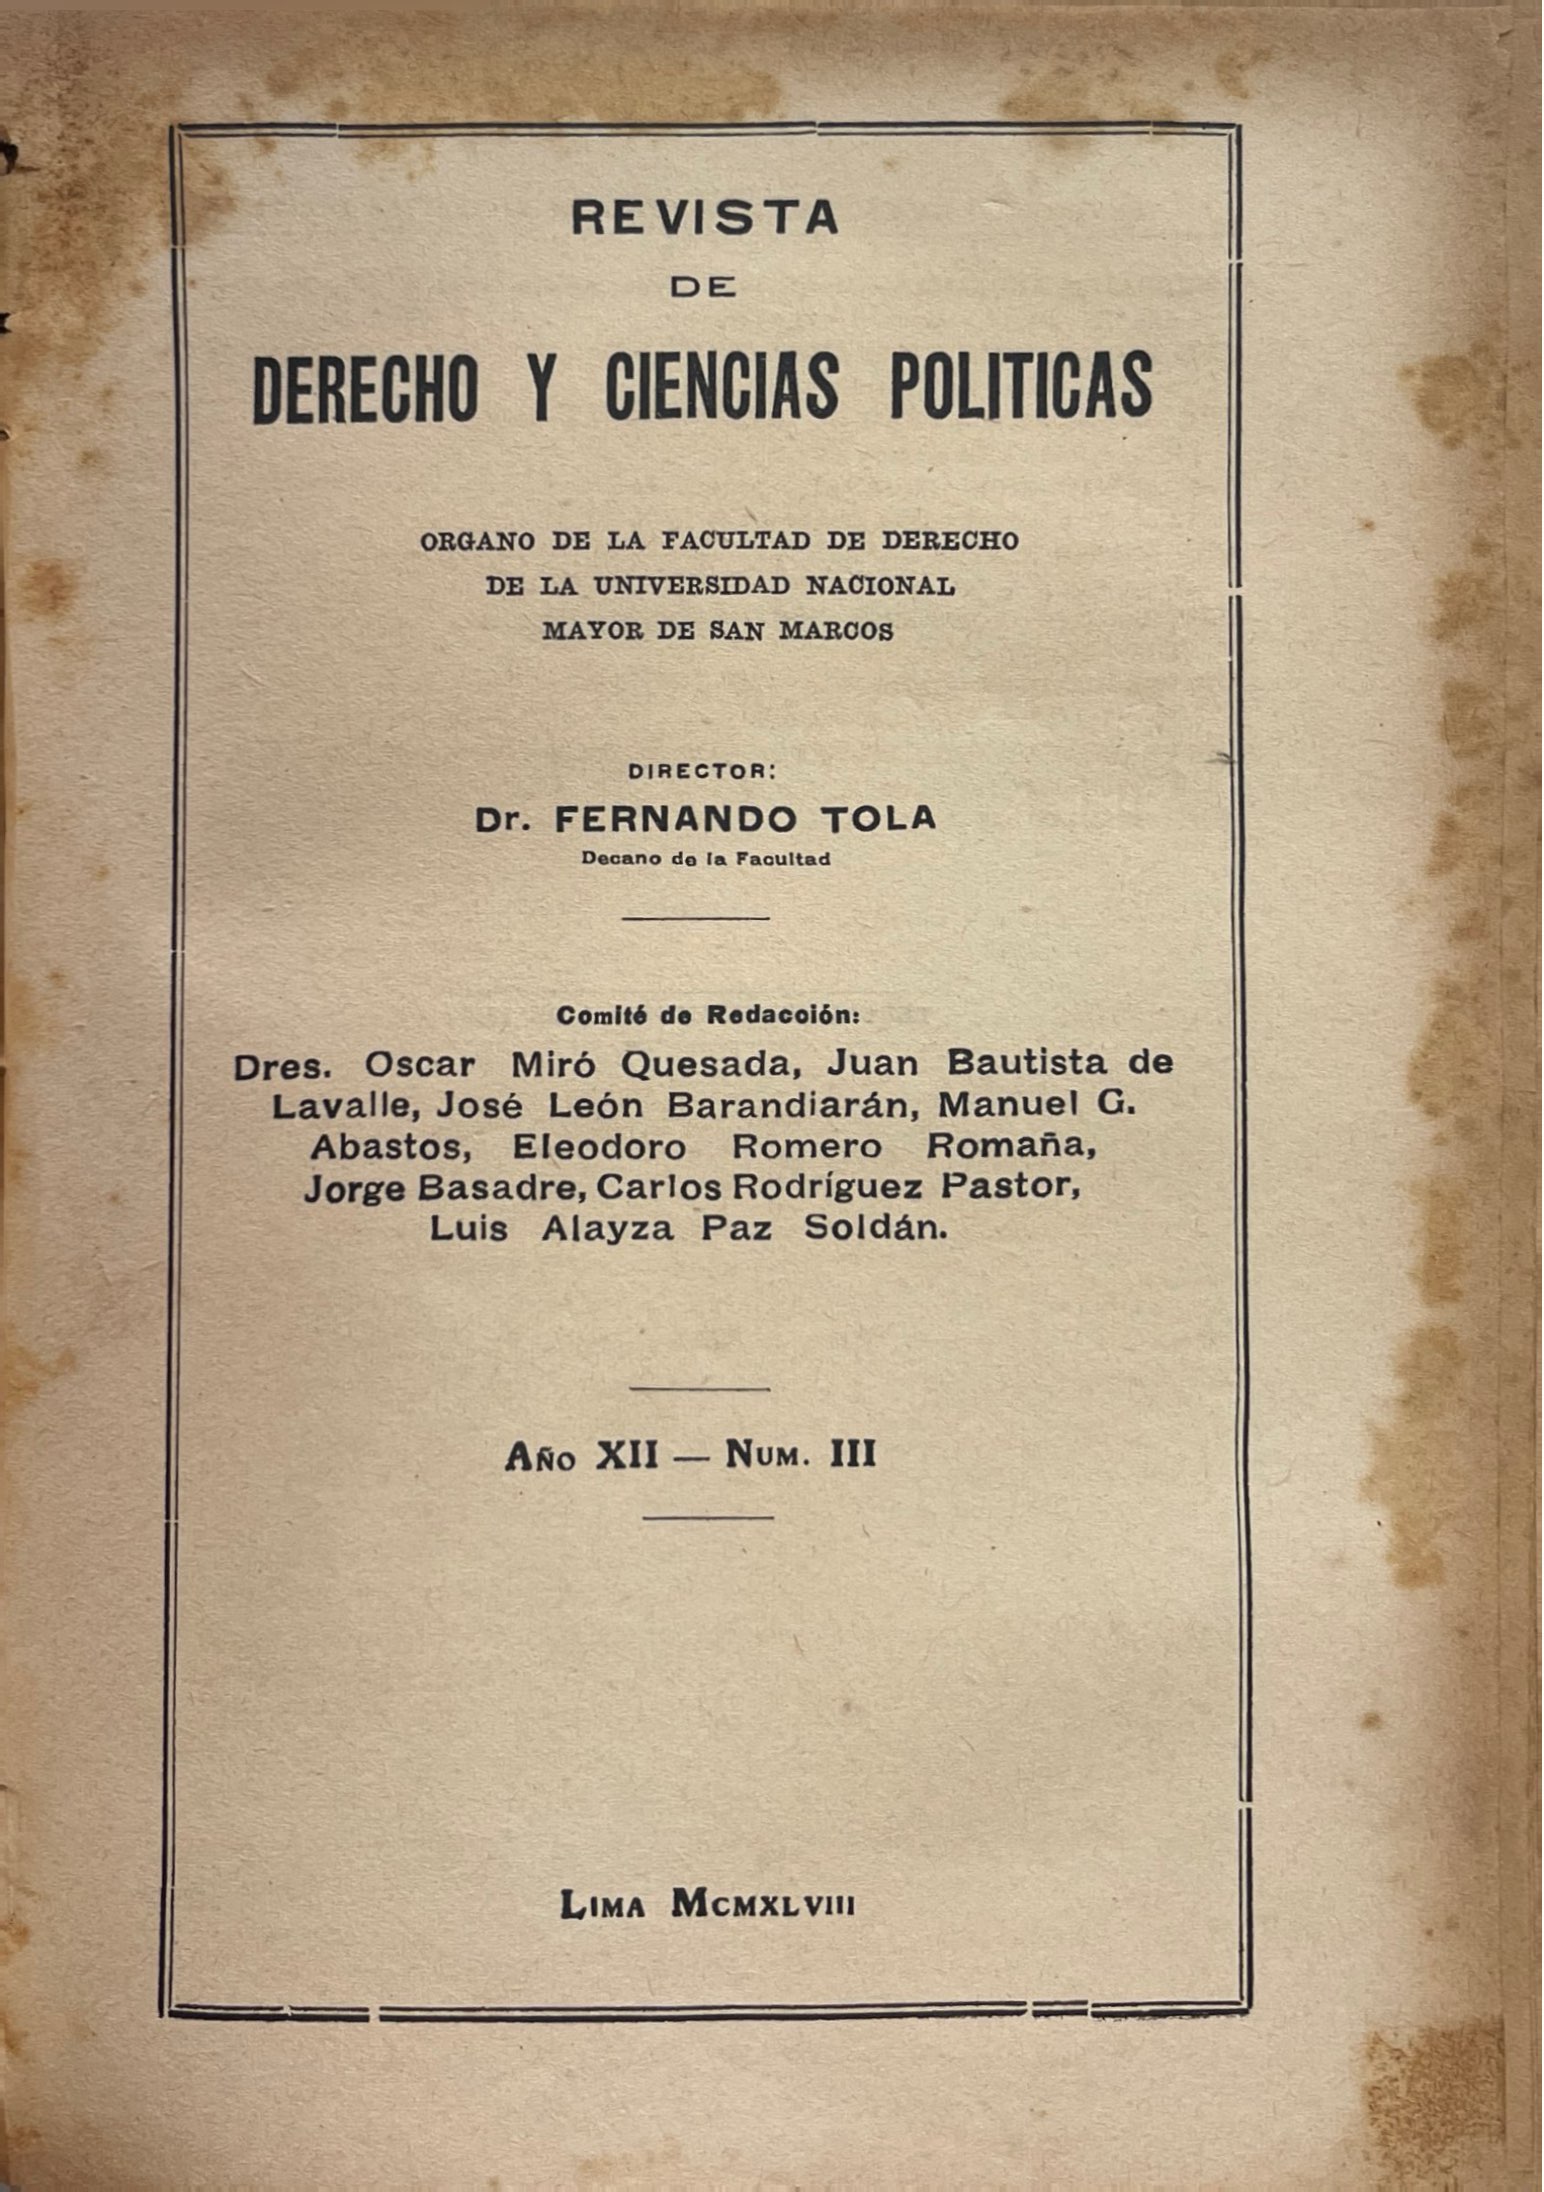 REVISTA
DE
DERECHO Y CIENCIAS POLITICAS
ORGANO DE LA FACULTAD DE DERECHO
DE LA UNIVERSIDAD NACIONAL
MAYOR DE SAN MARCOS
DIRECTOR:
Dr. FERNANDO TOLA
Decano de la Facultad
Comité de Redacción:
Dres. Oscar Miró Quesada, Juan Bautista de
Lavalle, José León Barandiarán, Manuel G.
Abastos, Eleodoro Romero Romaña,
Jorge Basadre, Carlos Rodríguez Pastor,
Luis Alayza Paz Soldán.
AÑO XII — NUM. III
LIMA MCMXLVIII